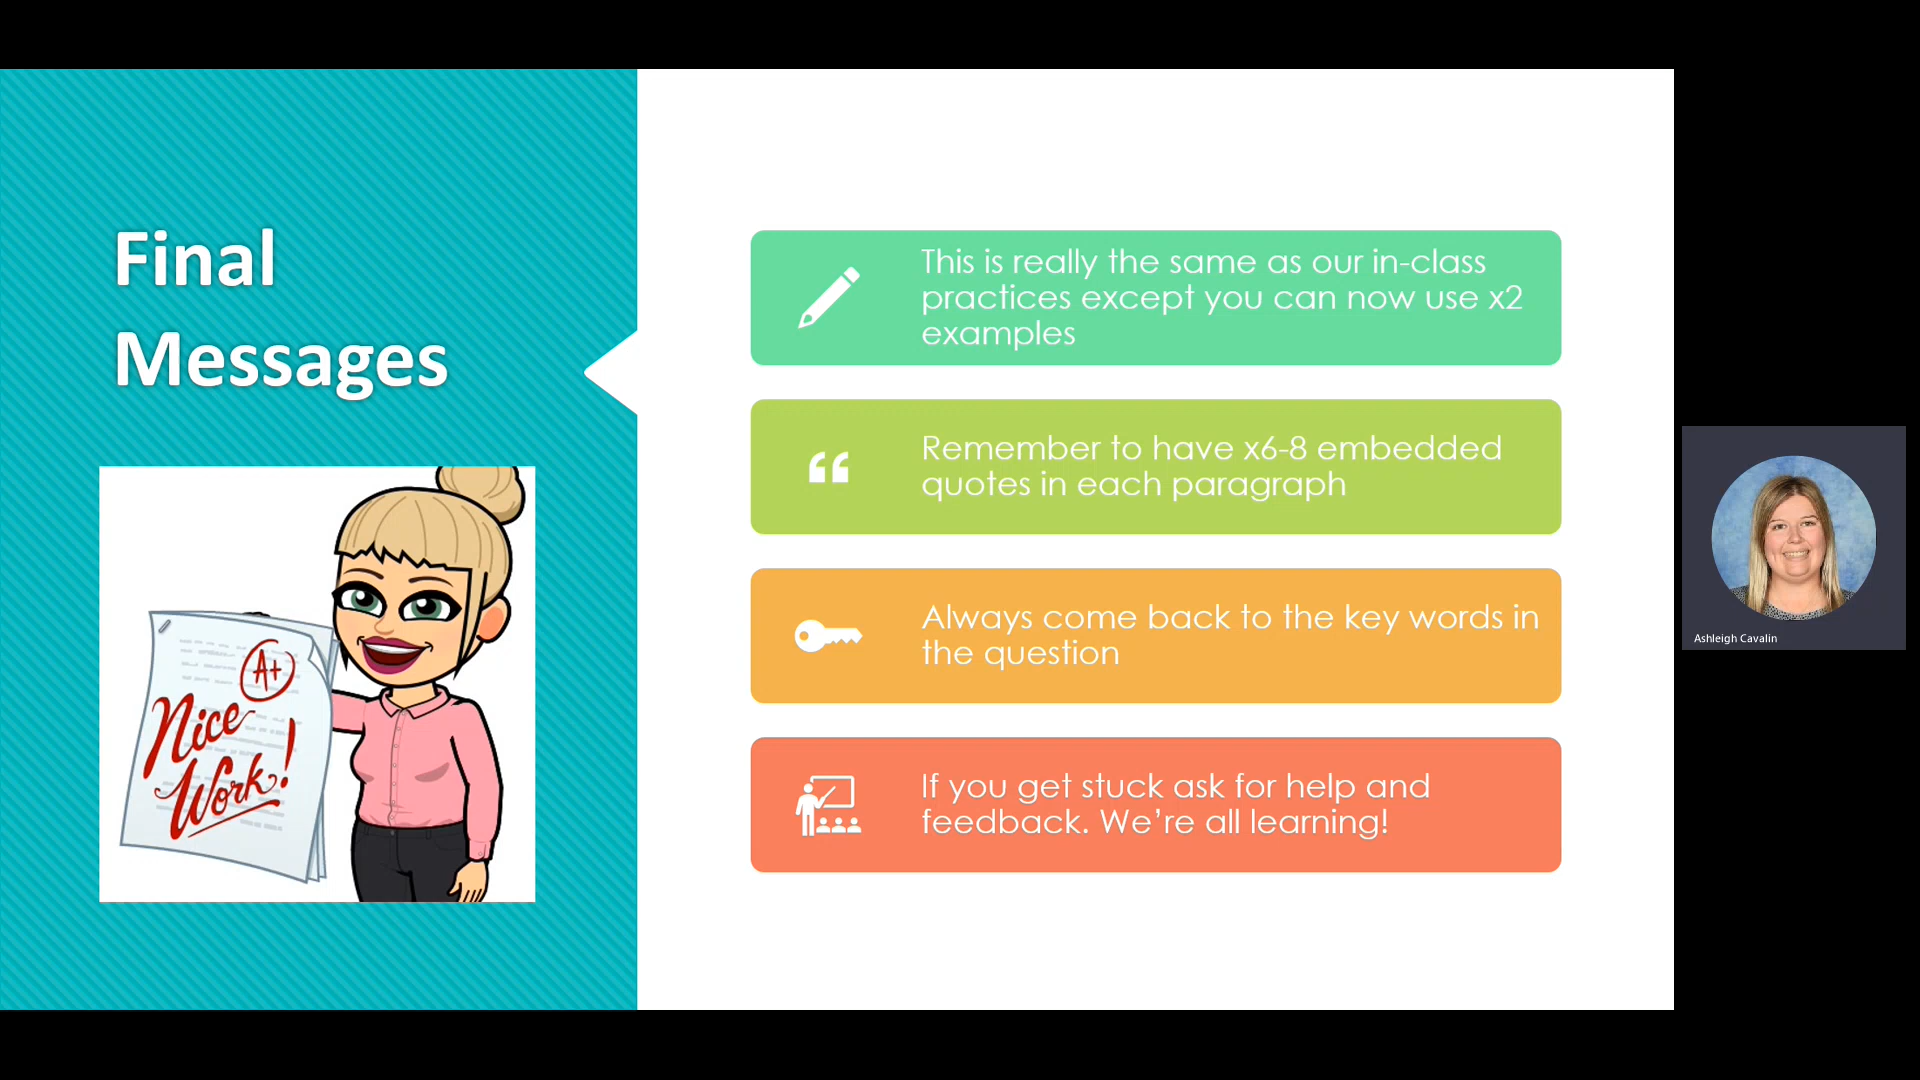 Final
Messages
A+
Nice
Work!
This is really the same as our in-class
practices except you can now use x2
examples
Remember to have x6-8 embedded
quotes in each paragraph
Always come back to the key words in
the question
If you get stuck ask for help and
feedback. We’re all learning!
Ashleigh Cavalin